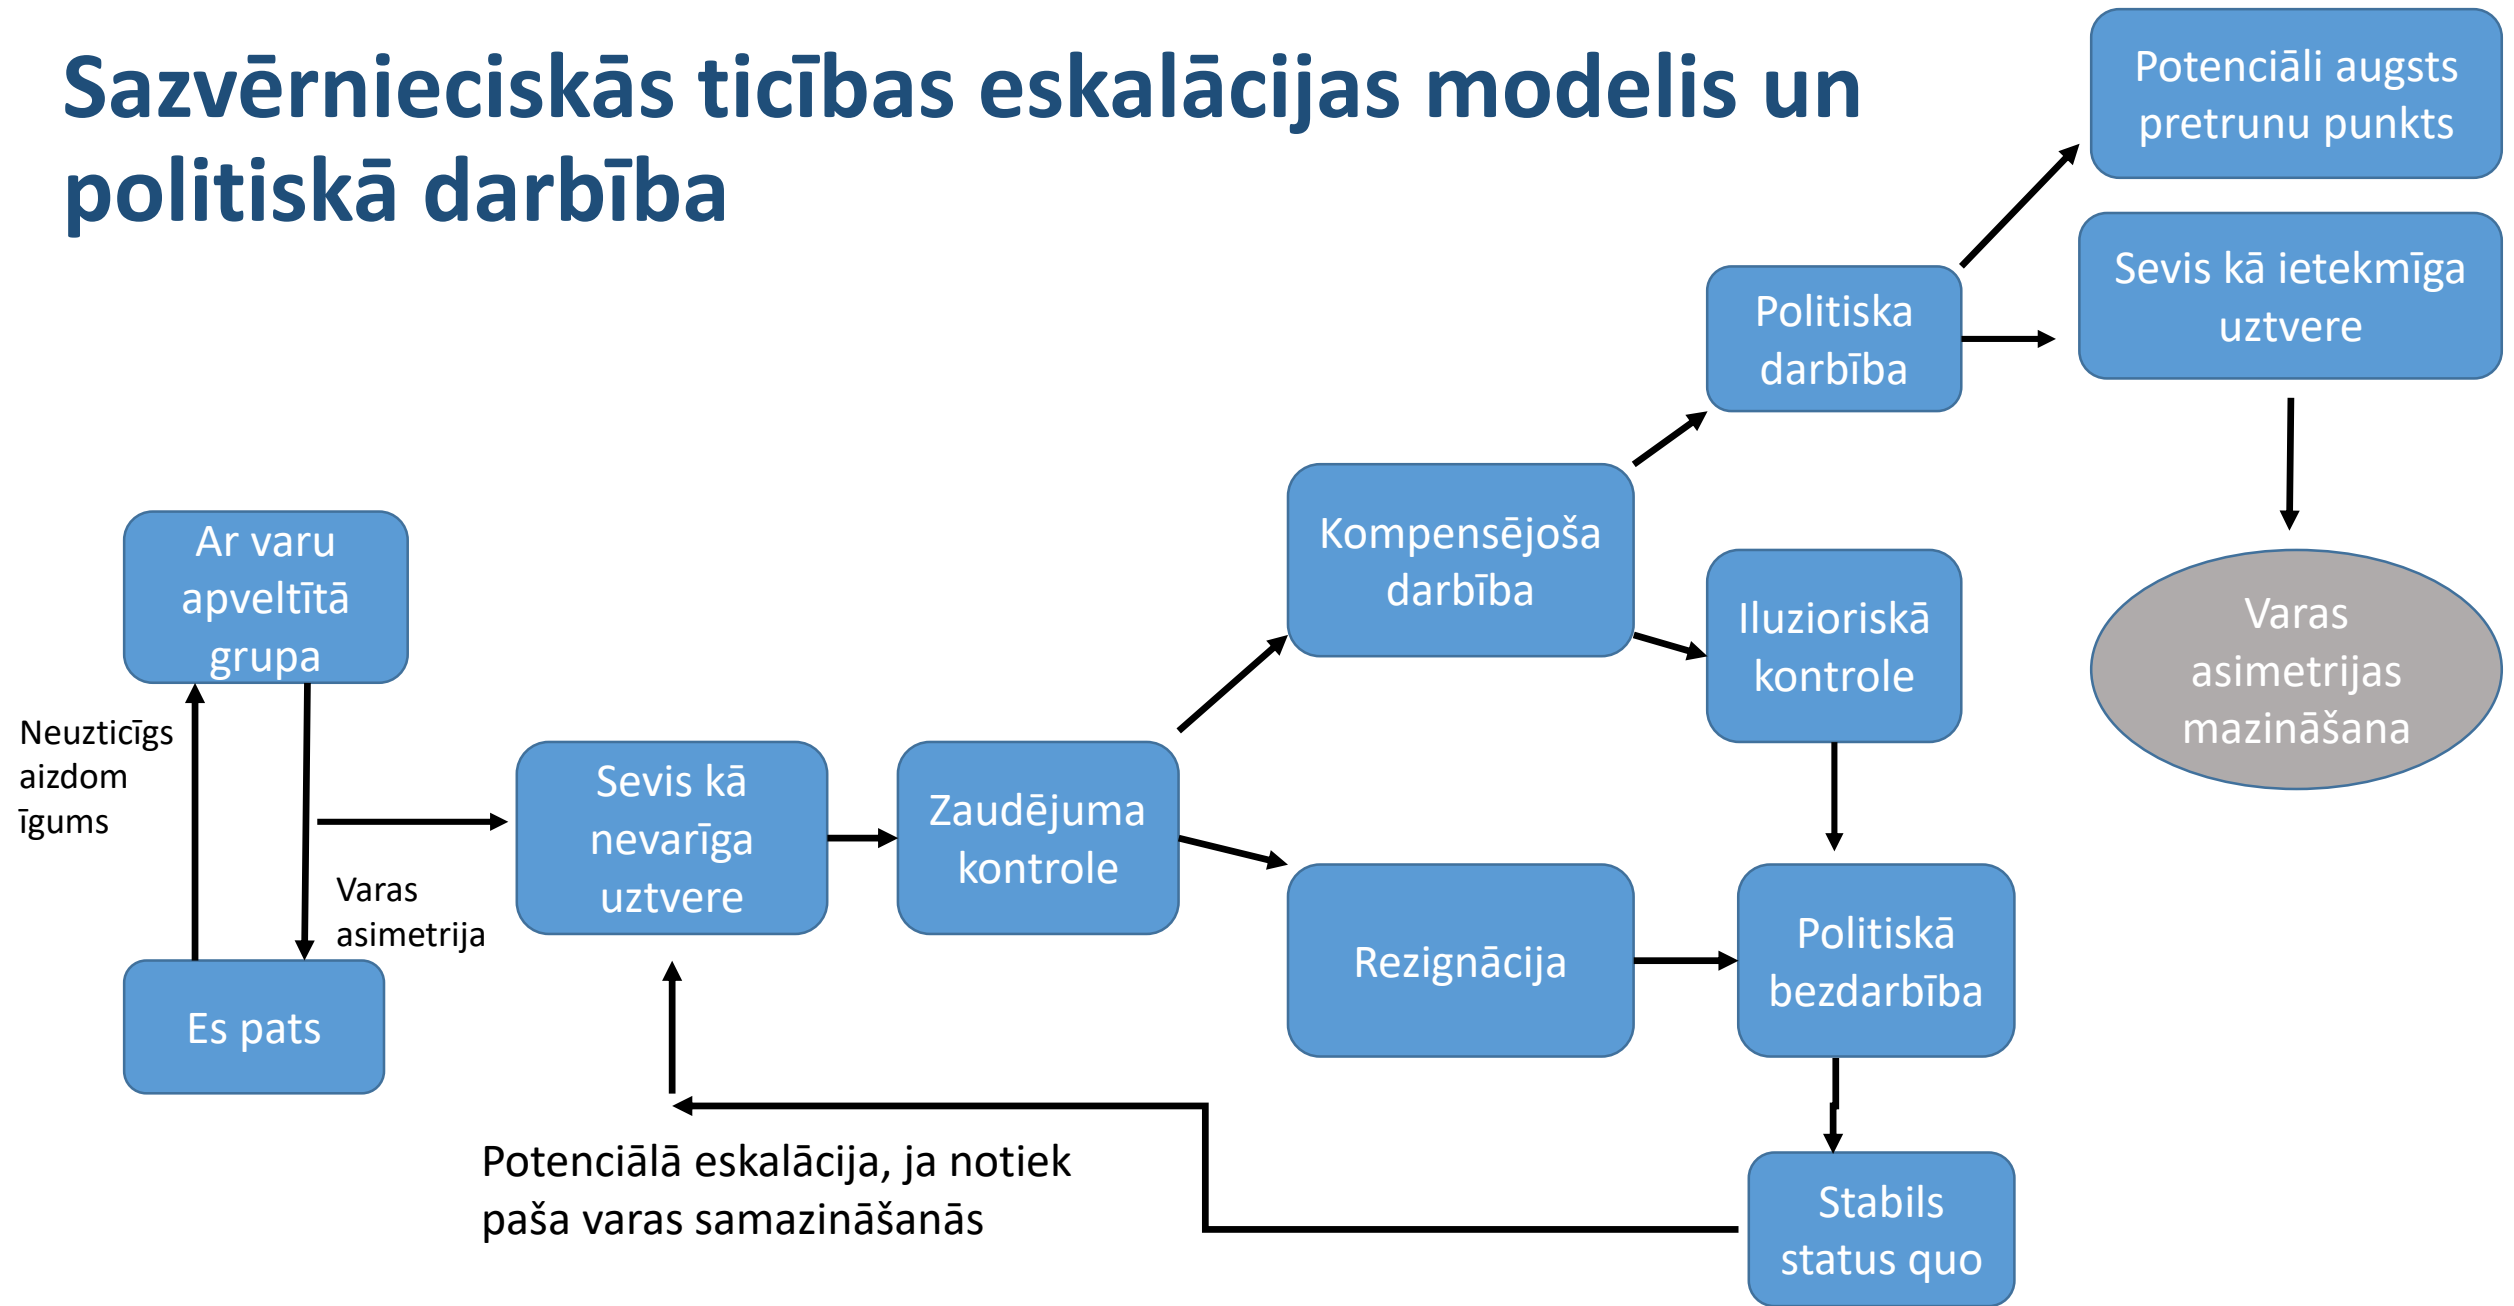 Sazvērnieciskās ticības eskalācijas modelis un
politiskā darbība
Potenciāli augsts
pretrunu punkts
Sevis kā ietekmīga
uztvere
Politiska
darbība
Kompensējoša
darbība
Ar varu
apveltītā
grupa
Iluzioriskā
kontrole
Varas
asimetrijas
mazināšana
Neuzticīgs
aizdom
īgums
Sevis kā
nevarīga
uztvere
Zaudējuma
kontrole
Varas
asimetrija
Rezignācija
Politiskā
bezdarbība
Es pats
Potenciālā eskalācija, ja notiek
paša varas samazināšanās
Stabils
status quo